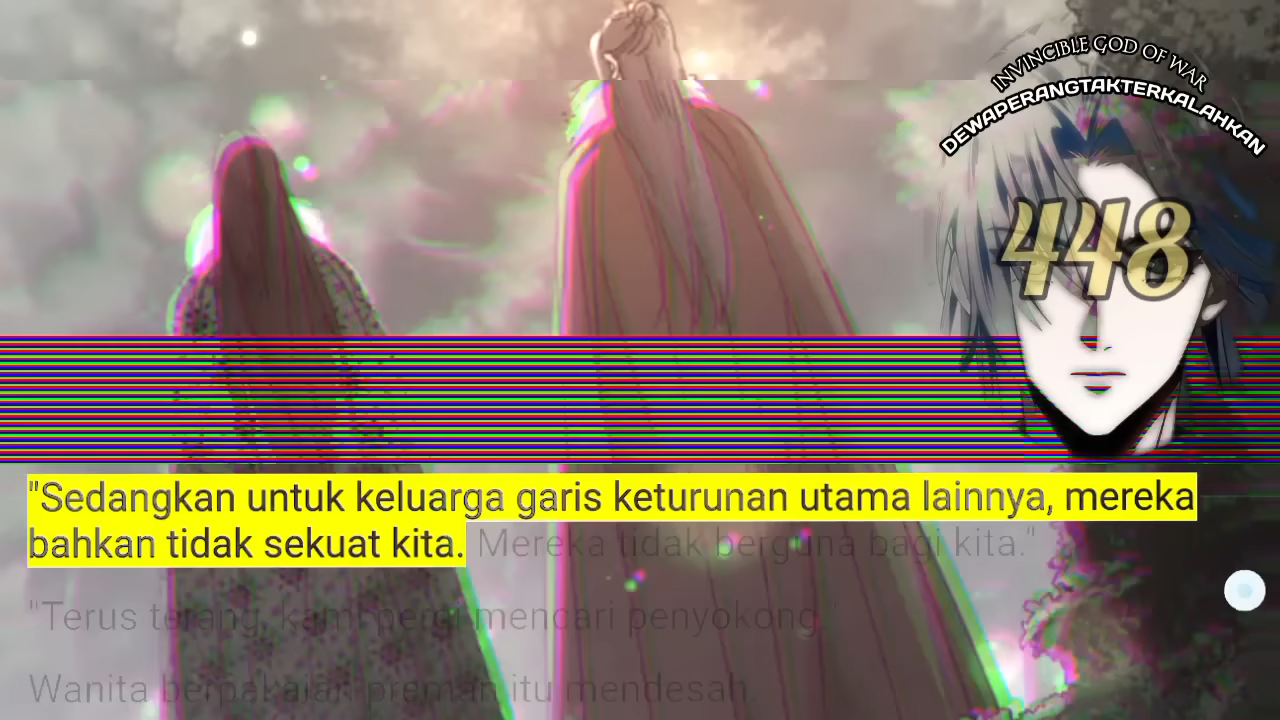 INVINCIBLE GOD OF WAR
DEWAPERANGTAKTERKALAHKAN
448
"Sedangkan untuk keluarga garis keturunan utama lainnya, mereka
bahkan tidak sekuat kita. Mereka tidak berguna bagi kita."
"Terus terang, kami pergi mencari penyokong."
Wanita berpakaian preman itu mendesah.